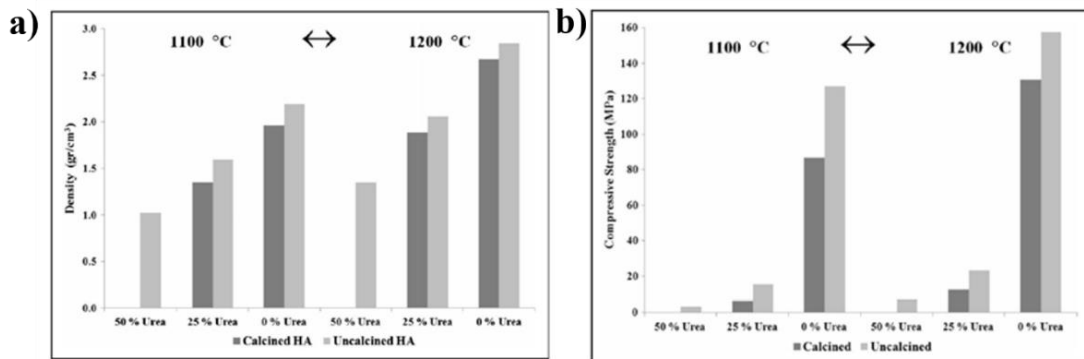 a)
1100 °C ↔ 1200 °C
Density (gr/cm³)
3.0
2.5
2.0
1.5
1.0
0.5
0.0
50 % Urea 25 % Urea 0 % Urea 50 % Urea 25 % Urea 0 % Urea
Calcined HA Uncalcined HA
b)
1100 °C ↔ 1200 °C
Compressive Strength (MPa)
160
140
120
100
80
60
40
20
0
50 % Urea 25 % Urea 0 % Urea 50 % Urea 25 % Urea 0 % Urea
Calcined Uncalcined